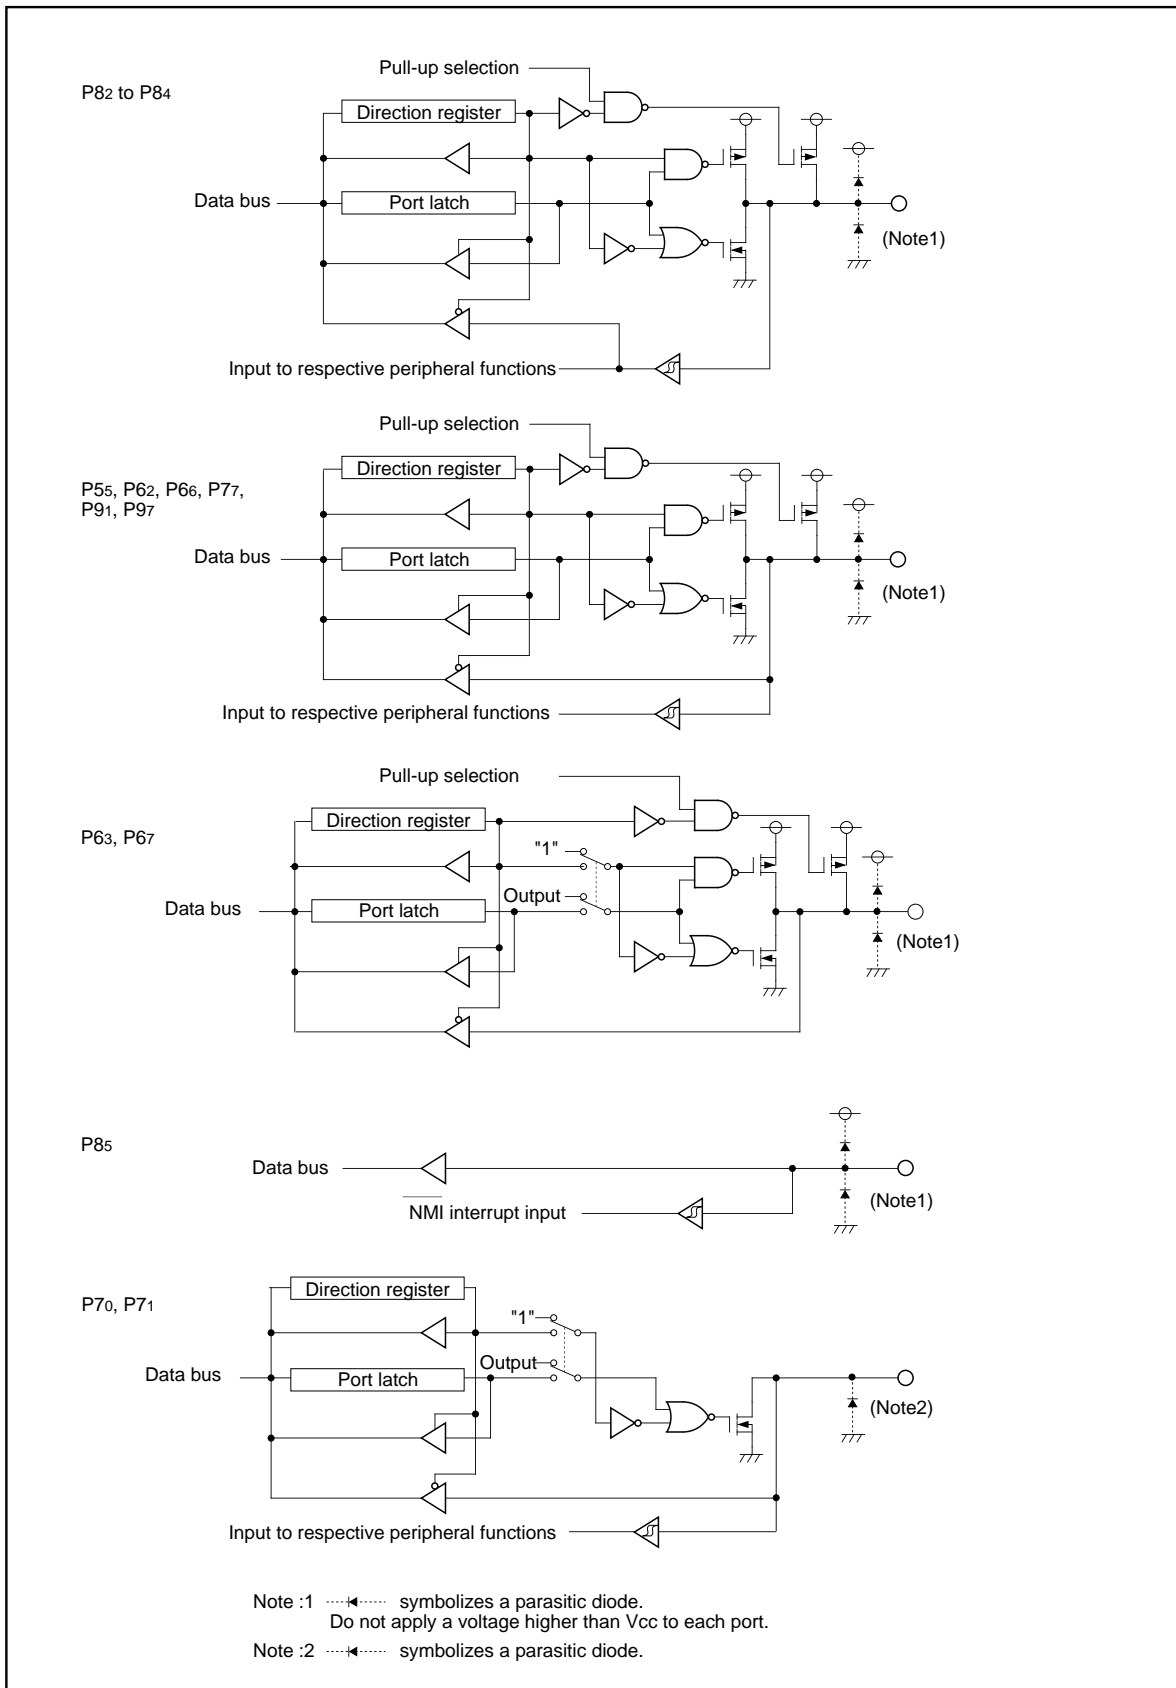 Pull-up selection
P82 to P84
Direction register
Data bus
Port latch
(Note1)
Input to respective peripheral functions
Pull-up selection
Direction register
P55, P62, P66, P77,
P91, P97
Data bus
Port latch
(Note1)
Input to respective peripheral functions
Pull-up selection
P63, P67
Direction register
"1"
Output
Data bus
Port latch
(Note1)
P85
Data bus
NMI interrupt input
(Note1)
Direction register
P70, P71
"1"
Output
Data bus
Port latch
(Note2)
Input to respective peripheral functions
Note :1 symbolizes a parasitic diode.
Do not apply a voltage higher than Vcc to each port.
Note :2 symbolizes a parasitic diode.